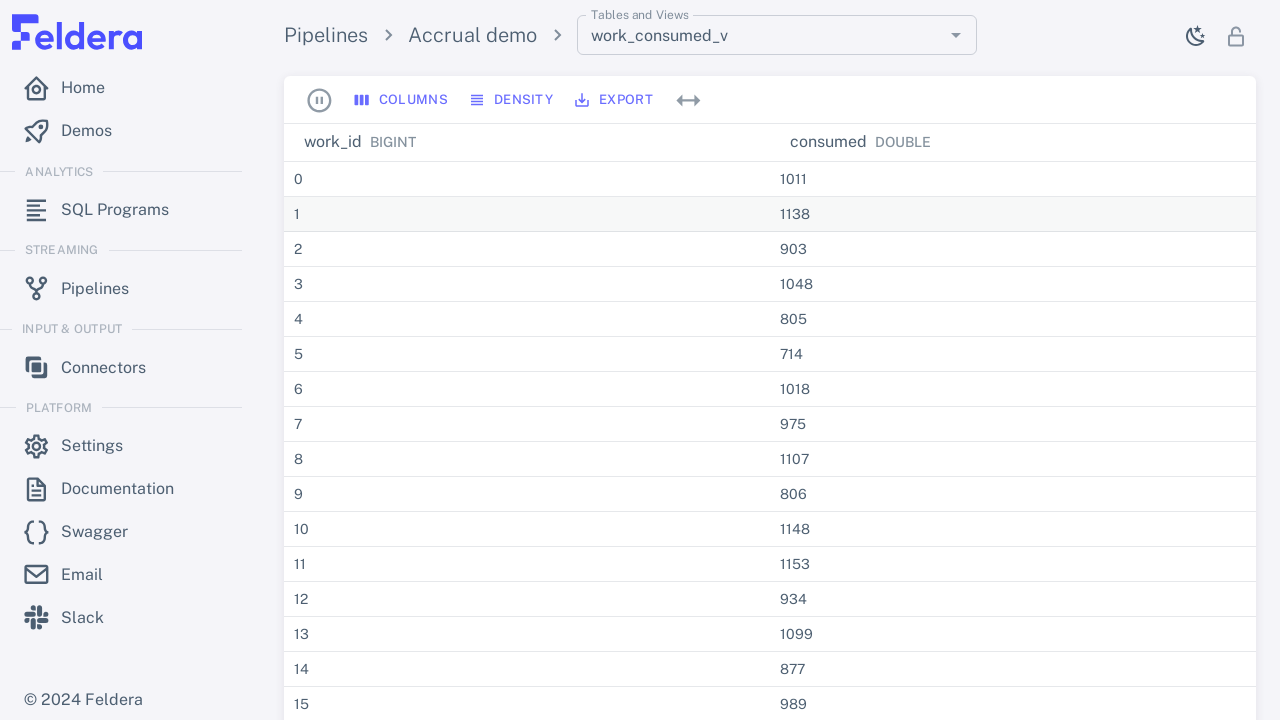 Feldera
Home
Demos
ANALYTICS
SQL Programs
STREAMING
Pipelines
INPUT & OUTPUT
Connectors
PLATFORM
Settings
Documentation
Swagger
Email
Slack
© 2024 Feldera
Pipelines > Accrual demo >
Tables and Views
work_consumed_v
COLUMNS DENSITY EXPORT
work_id BIGINT consumed DOUBLE
0 1011
1 1138
2 903
3 1048
4 805
5 714
6 1018
7 975
8 1107
9 806
10 1148
11 1153
12 934
13 1099
14 877
15 989